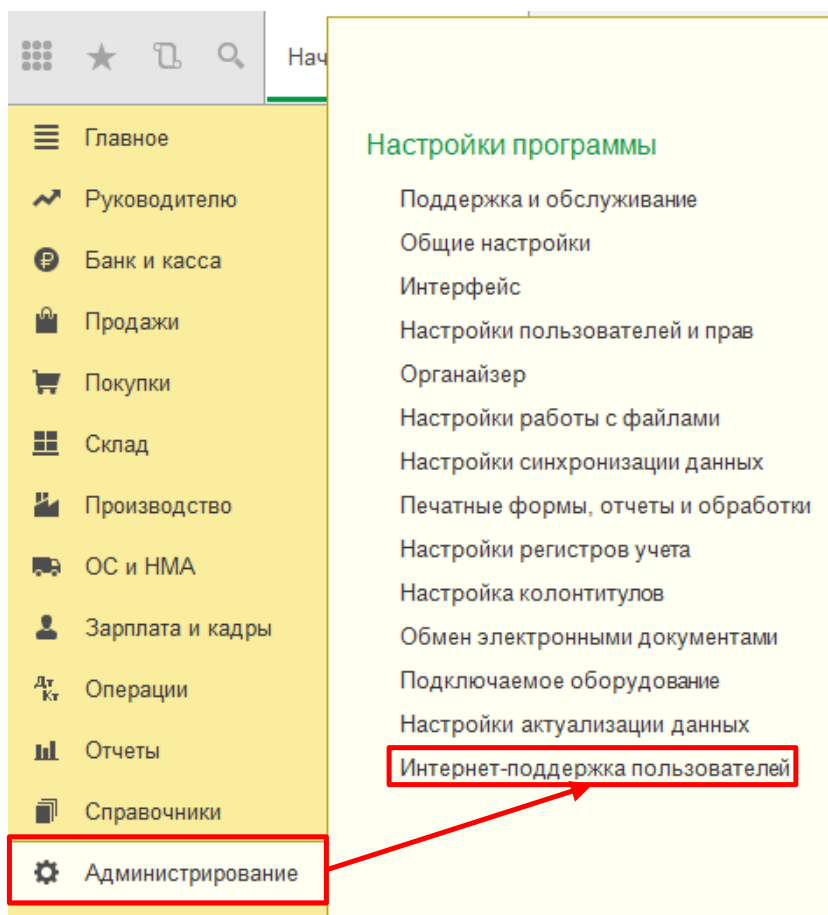 Нач
Главное
Руководителю
Банк и касса
Продажи
Покупки
Склад
Производство
ОС и НМА
Зарплата и кадры
Дт
Кт
Операции
Отчеты
Справочники
Администрирование
Настройки программы
Поддержка и обслуживание
Общие настройки
Интерфейс
Настройки пользователей и прав
Органайзер
Настройки работы с файлами
Настройки синхронизации данных
Печатные формы, отчеты и обработки
Настройки регистров учета
Настройка колонтитулов
Обмен электронными документами
Подключаемое оборудование
Настройки актуализации данных
Интернет-поддержка пользователей